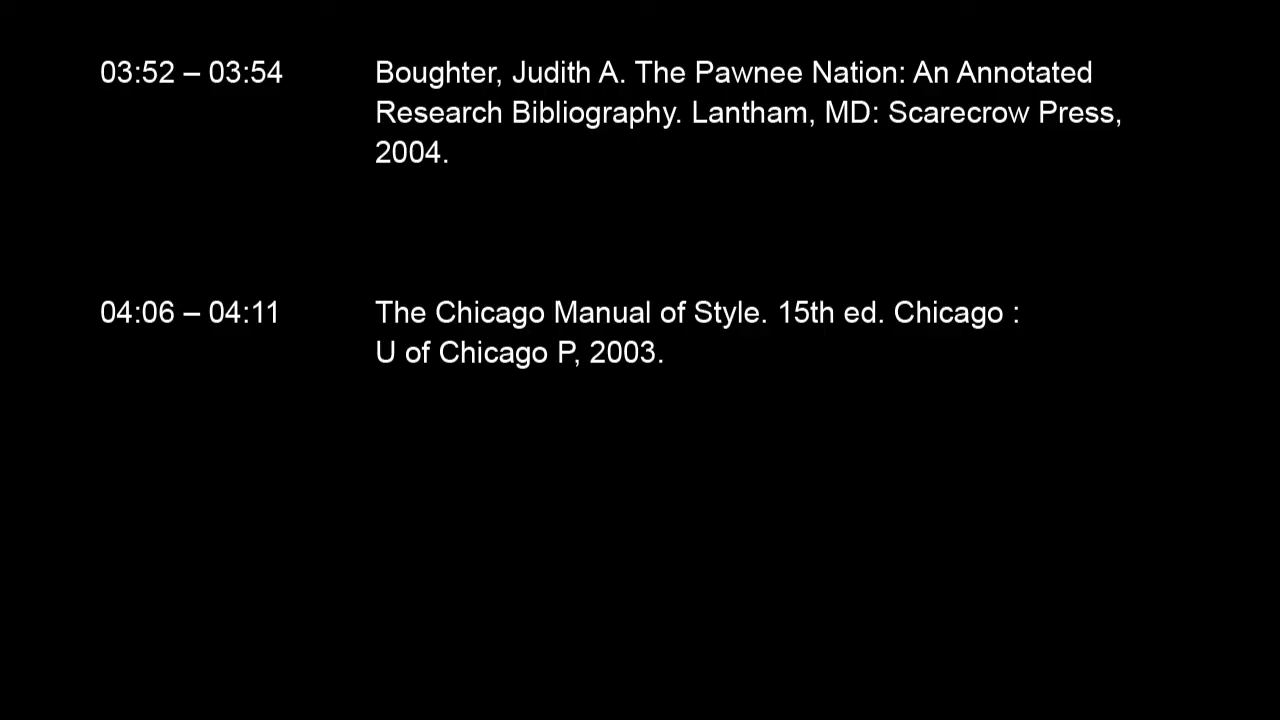 03:52 – 03:54 Boughter, Judith A. The Pawnee Nation: An Annotated
Research Bibliography. Lantham, MD: Scarecrow Press,
2004.
04:06 – 04:11 The Chicago Manual of Style. 15th ed. Chicago :
U of Chicago P, 2003.